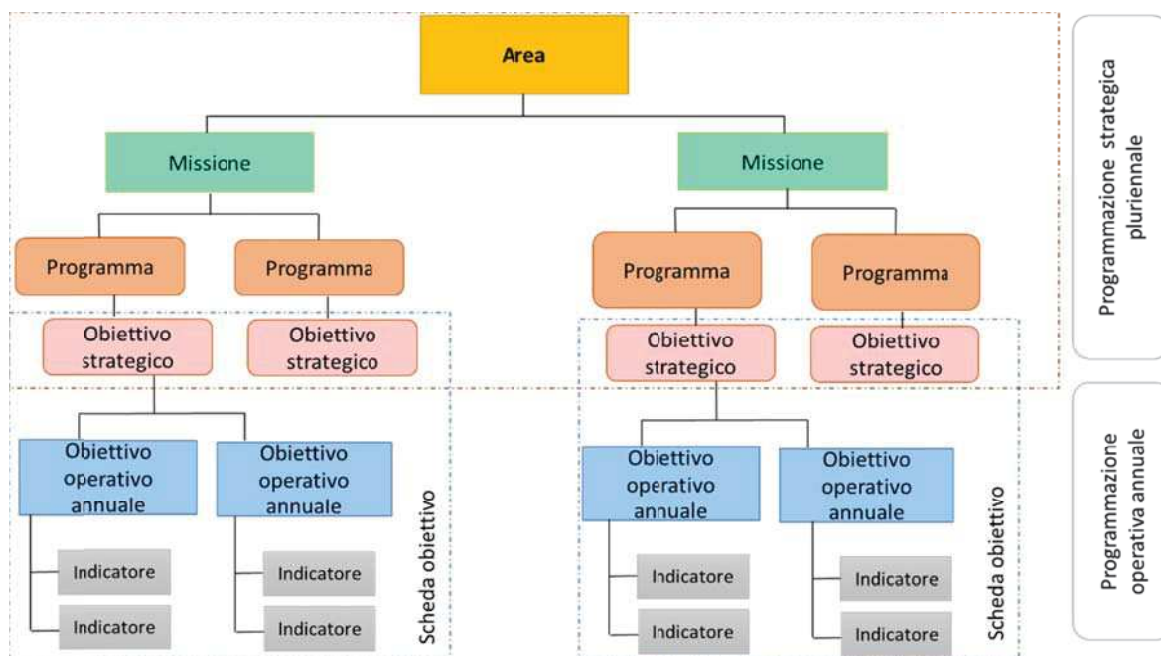 Area
Missione
Missione
Programma
Programma
Programma
Programma
Obiettivo
strategico
Obiettivo
strategico
Obiettivo
strategico
Obiettivo
strategico
Obiettivo
operativo
annuale
Obiettivo
operativo
annuale
Obiettivo
operativo
annuale
Obiettivo
operativo
annuale
Indicatore
Indicatore
Indicatore
Indicatore
Indicatore
Indicatore
Indicatore
Indicatore
Scheda obiettivo
Scheda obiettivo
Programmazione strategica
pluriennale
Programmazione
operativa annuale